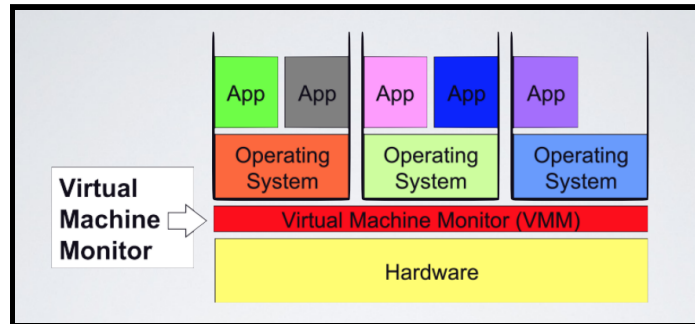 App
App
App
App
App
Operating
System
Operating
System
Operating
System
Virtual
Machine
Monitor
Virtual Machine Monitor (VMM)
Hardware